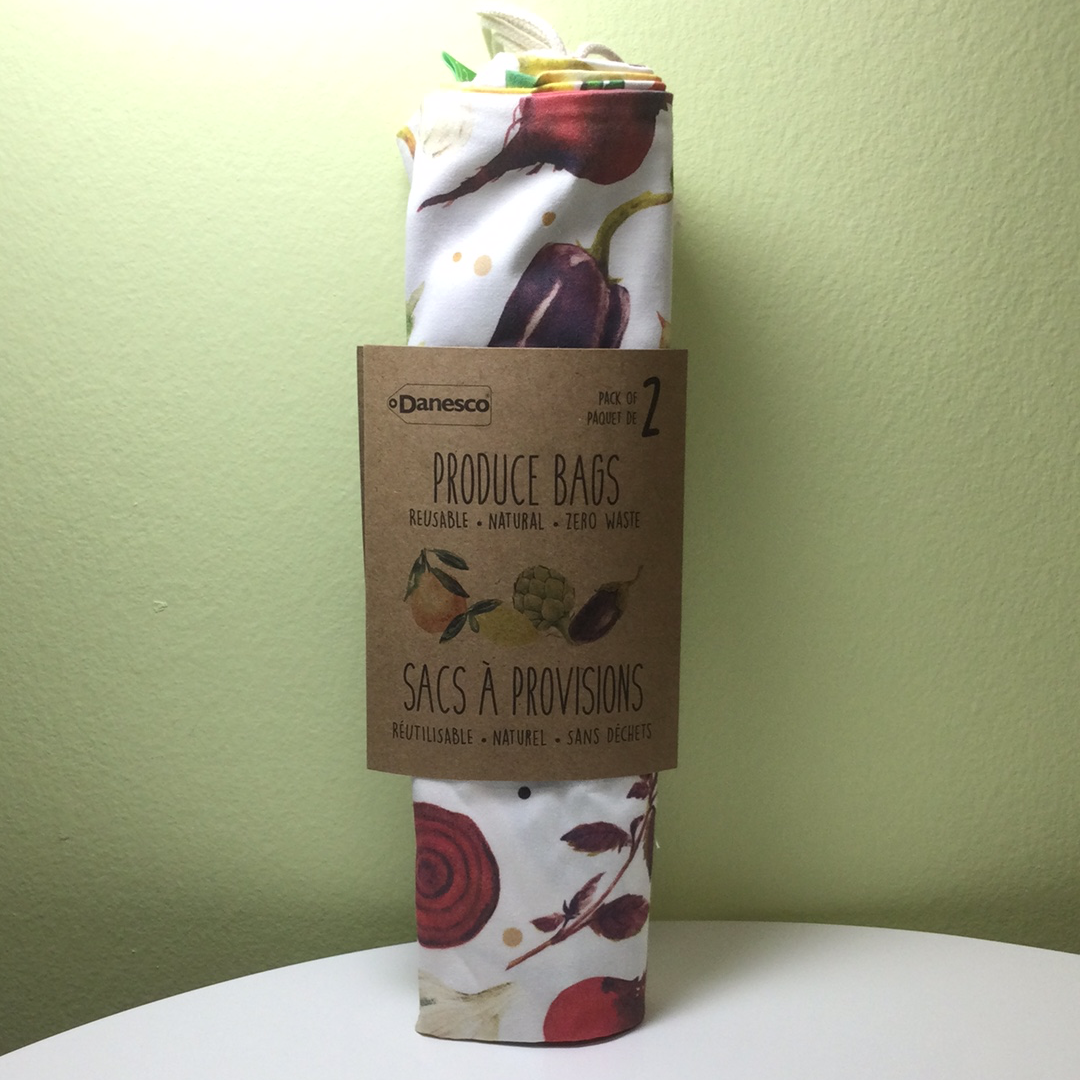 Danesco
PACK OF 2
PAQUET DE
PRODUCE BAGS
REUSABLE • NATURAL • ZERO WASTE
SACS À PROVISIONS
RÉUTILISABLE • NATUREL • SANS DÉCHETS